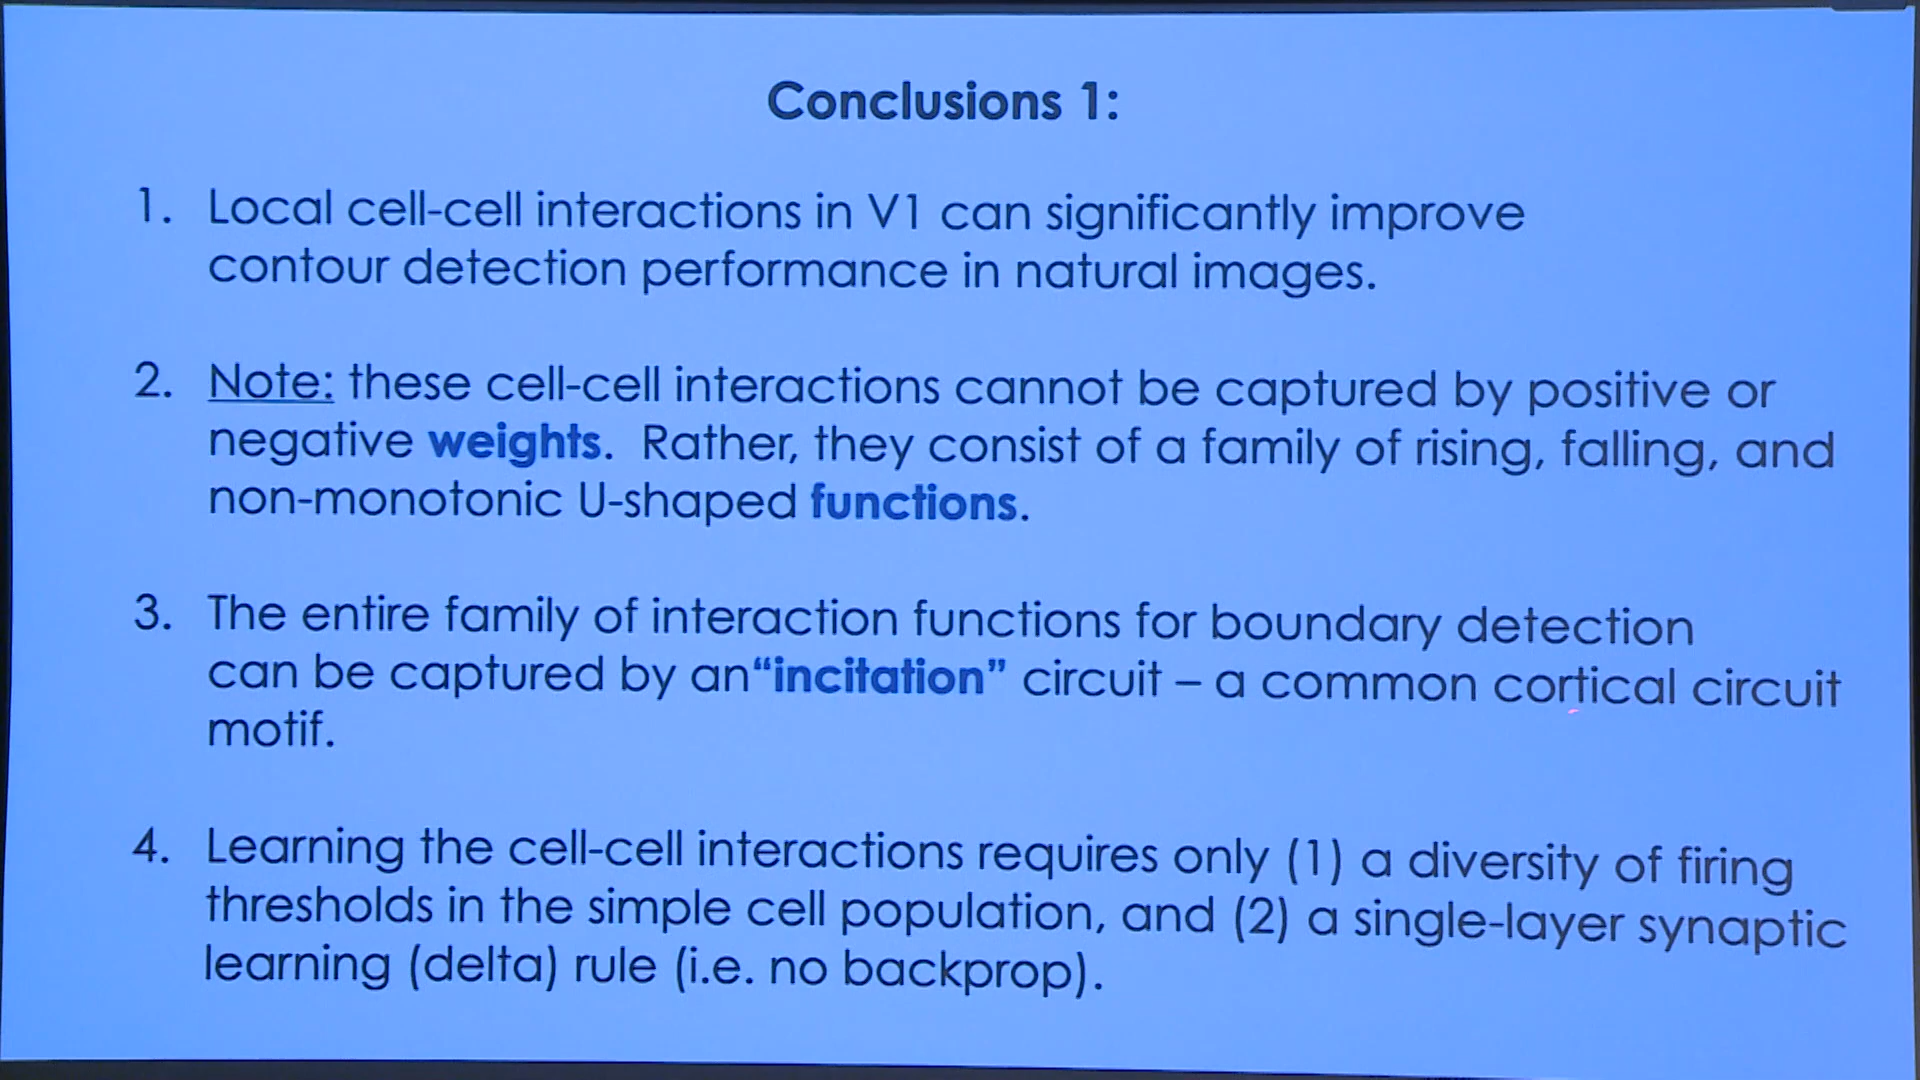 Conclusions 1:
1. Local cell-cell interactions in V1 can significantly improve
contour detection performance in natural images.
2. Note: these cell-cell interactions cannot be captured by positive or
negative weights. Rather, they consist of a family of rising, falling, and
non-monotonic U-shaped functions.
3. The entire family of interaction functions for boundary detection
can be captured by an“incitation” circuit – a common cortical circuit
motif.
4. Learning the cell-cell interactions requires only (1) a diversity of firing
thresholds in the simple cell population, and (2) a single-layer synaptic
learning (delta) rule (i.e. no backprop).